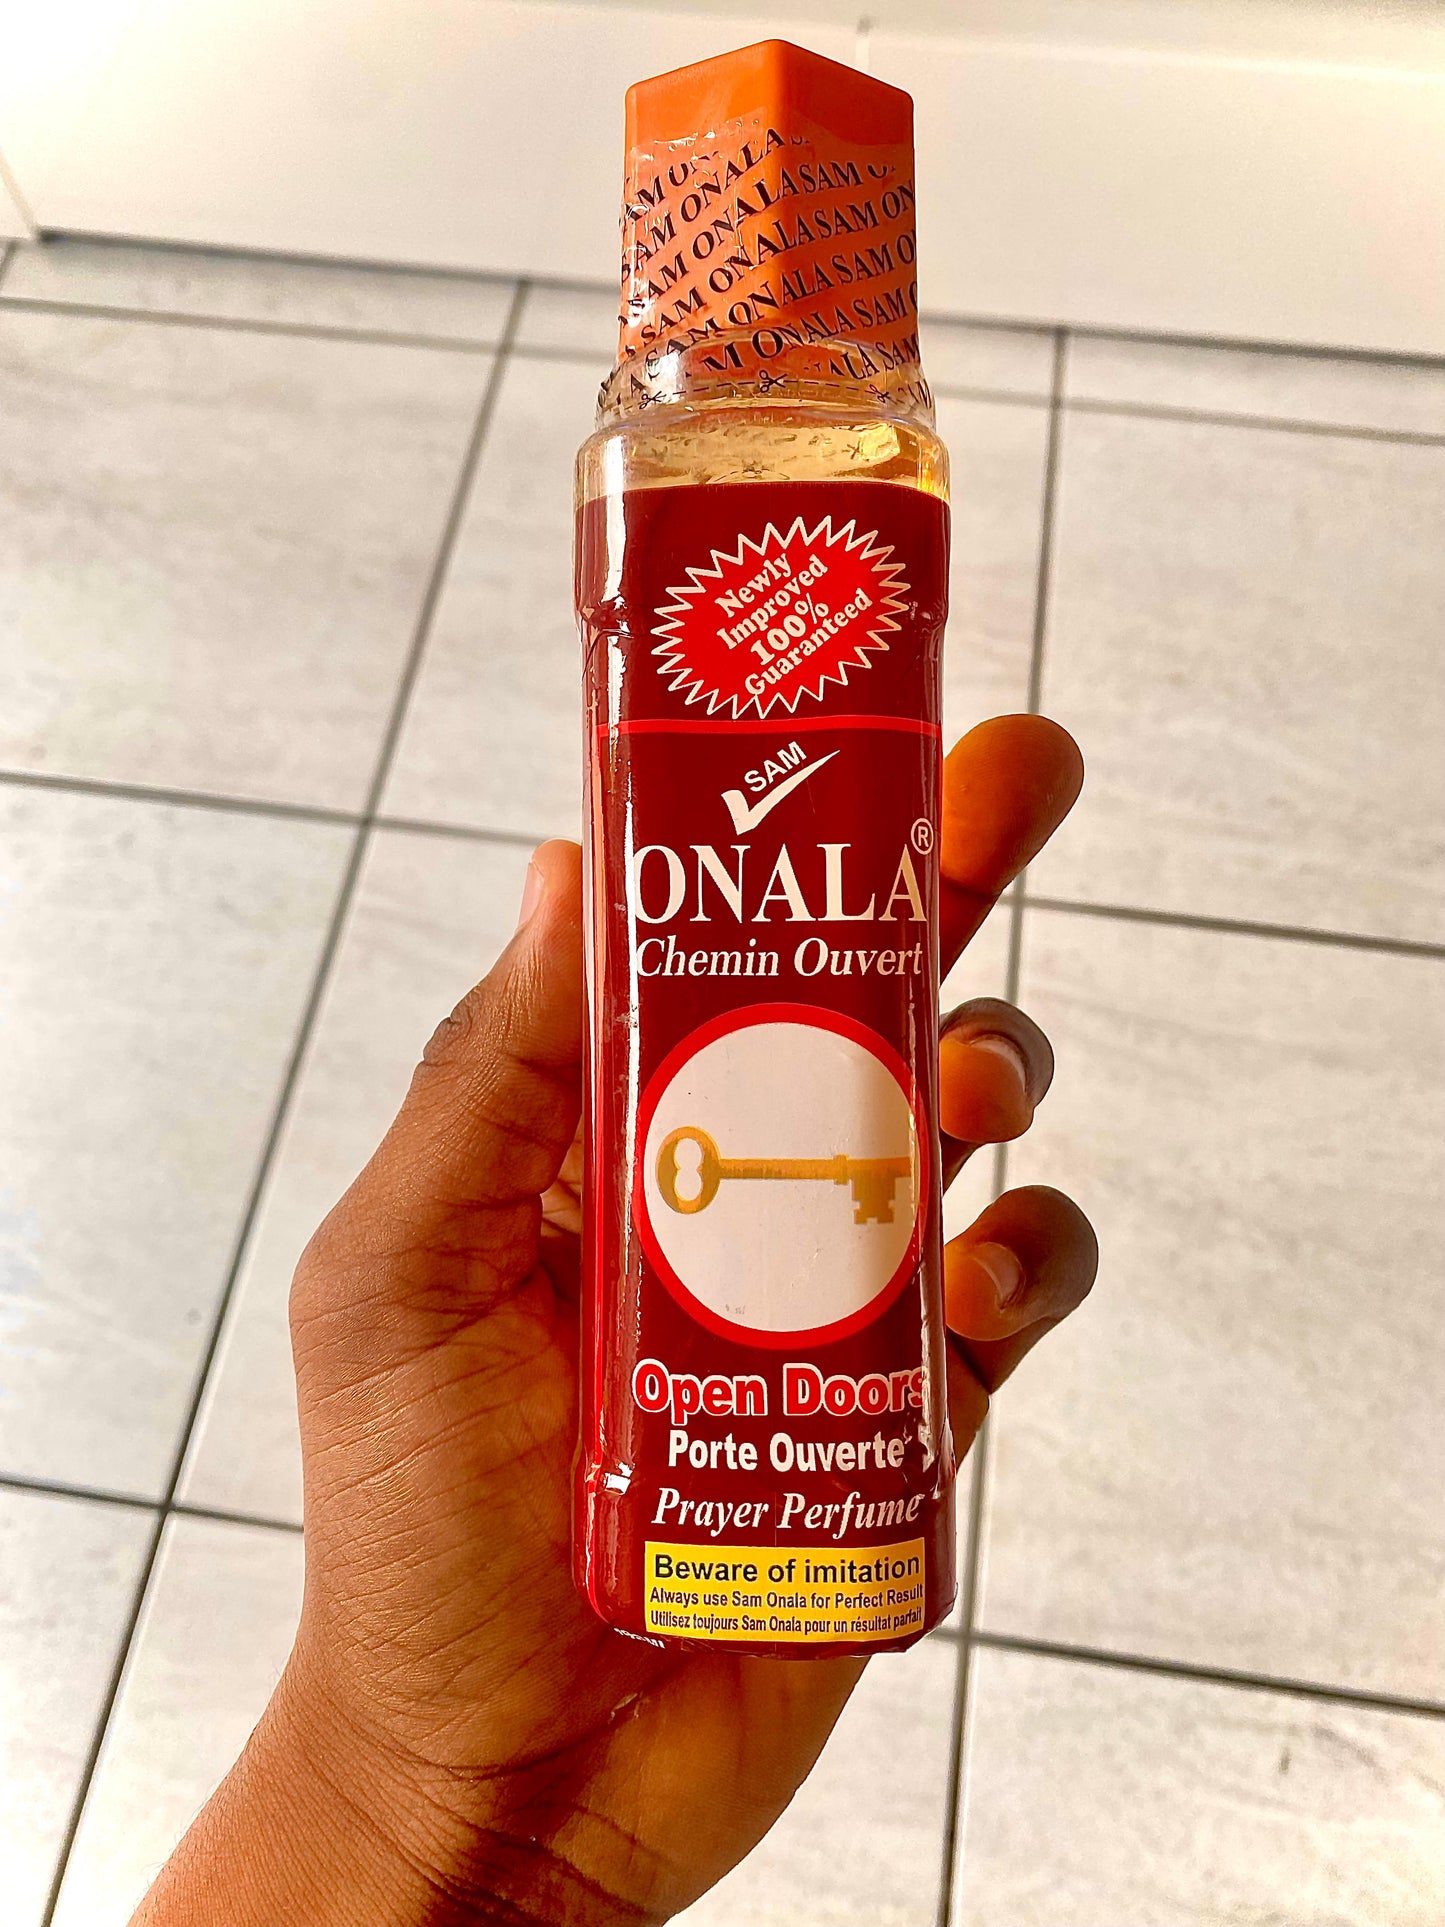 SAM ONALA SAM
Newly
Improved
100%
Guaranteed
SAM
ONALA®
Chemin Ouvert
Open Doors
Porte Ouverte
Prayer Perfume
Beware of imitation
Always use Sam Onala for Perfect Result
Utilisez toujours Sam Onala pour un résultat parfait